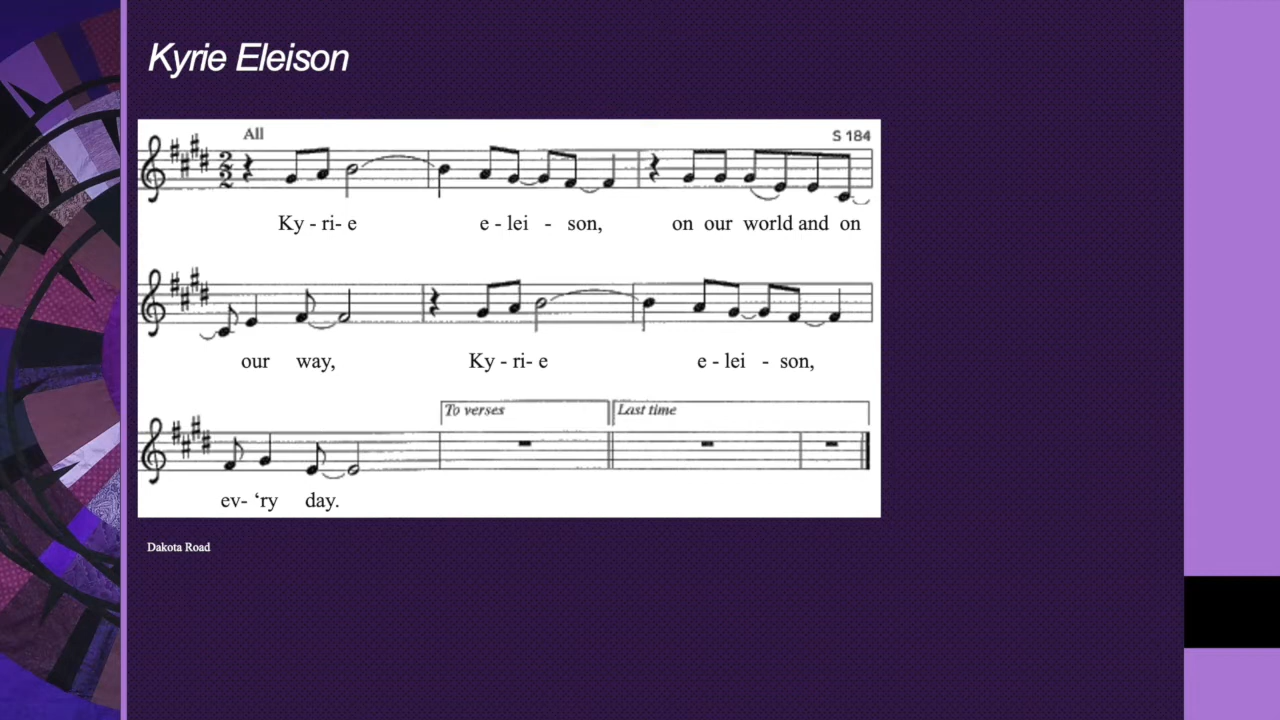 Kyrie Eleison
All
S 184
Ky - ri- e e - lei - son, on our world and on
our way, Ky - ri- e e - lei - son,
To verses Last time
ev- ‘ry day.
Dakota Road